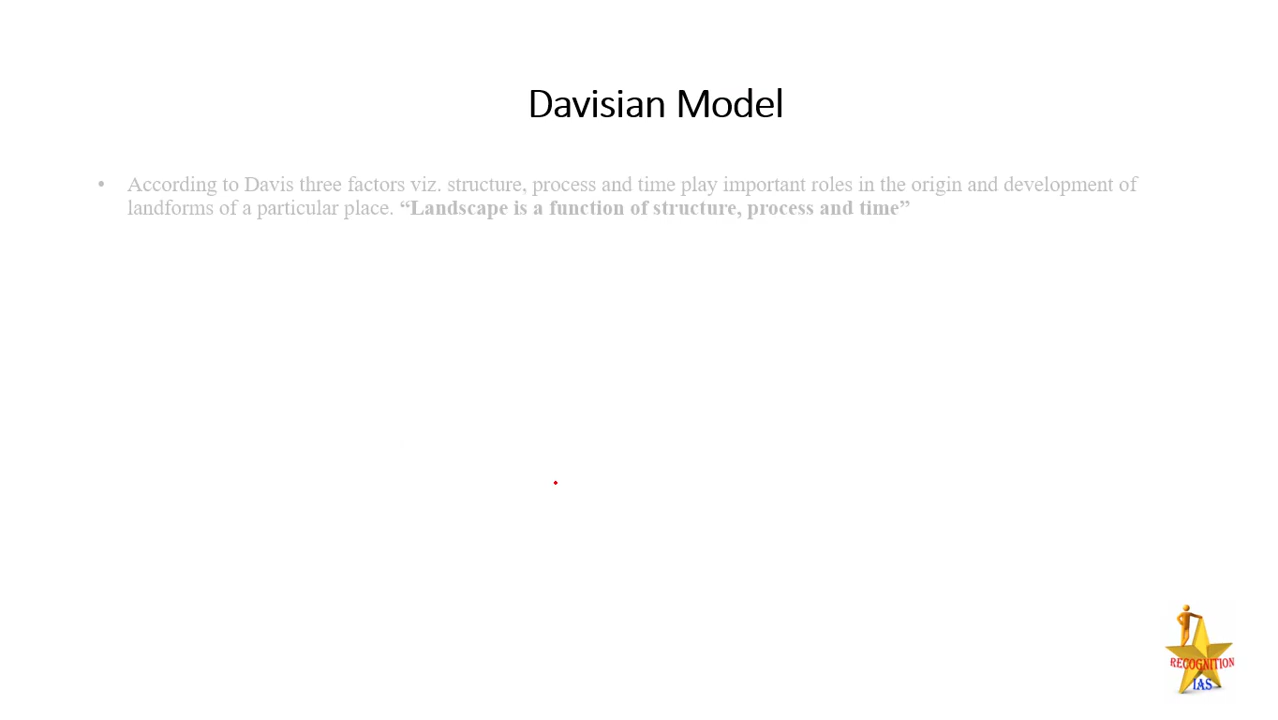 Davisian Model
• According to Davis three factors viz. structure, process and time play important roles in the origin and development of
landforms of a particular place. “Landscape is a function of structure, process and time”
RECOGNITION
IAS